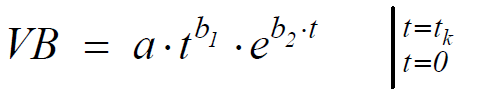 VB = a·t^{b_1}·e^{b_2·t} | t=t_k
t=0